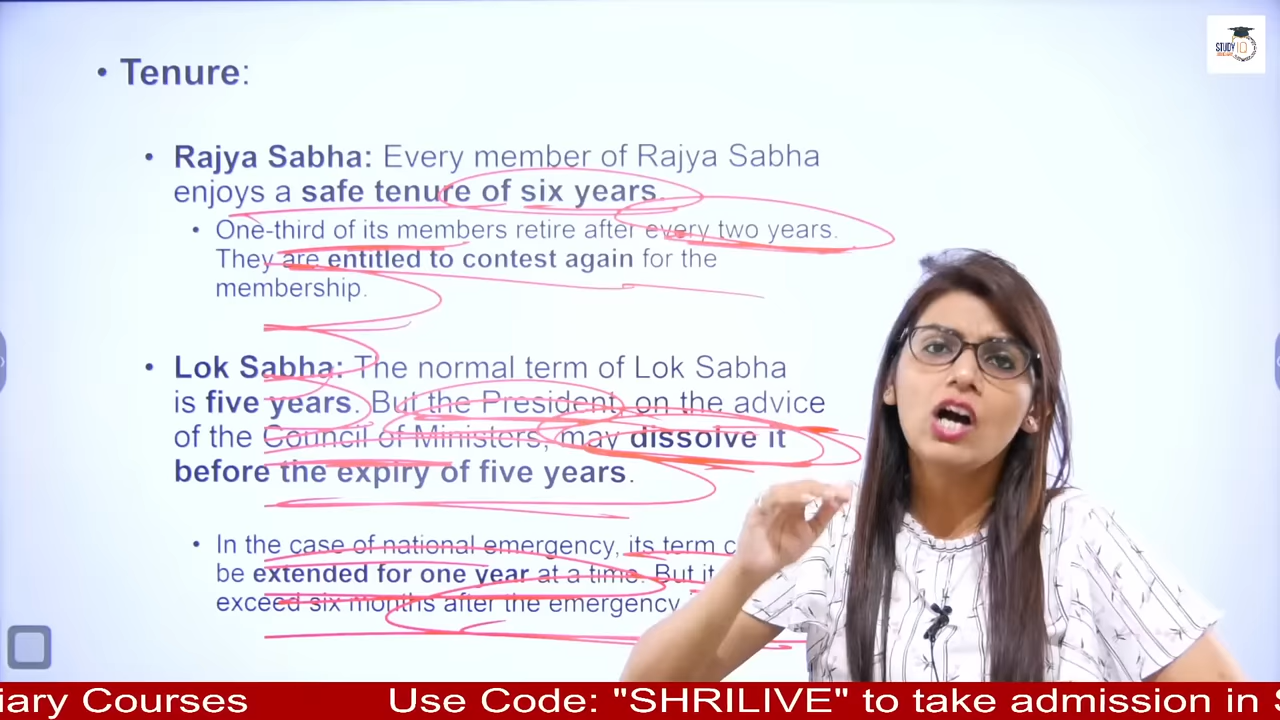 STUDY IQ
• Tenure:
• Rajya Sabha: Every member of Rajya Sabha
enjoys a safe tenure of six years.
• One-third of its members retire after every two years.
They are entitled to contest again for the
membership.
• Lok Sabha: The normal term of Lok Sabha
is five years. But the President, on the advice
of the Council of Ministers, may dissolve it
before the expiry of five years.
• In the case of national emergency, its term
be extended for one year at a time. But it
exceed six months after the emergency
iary Courses Use Code: "SHRILIVE" to take admission in S